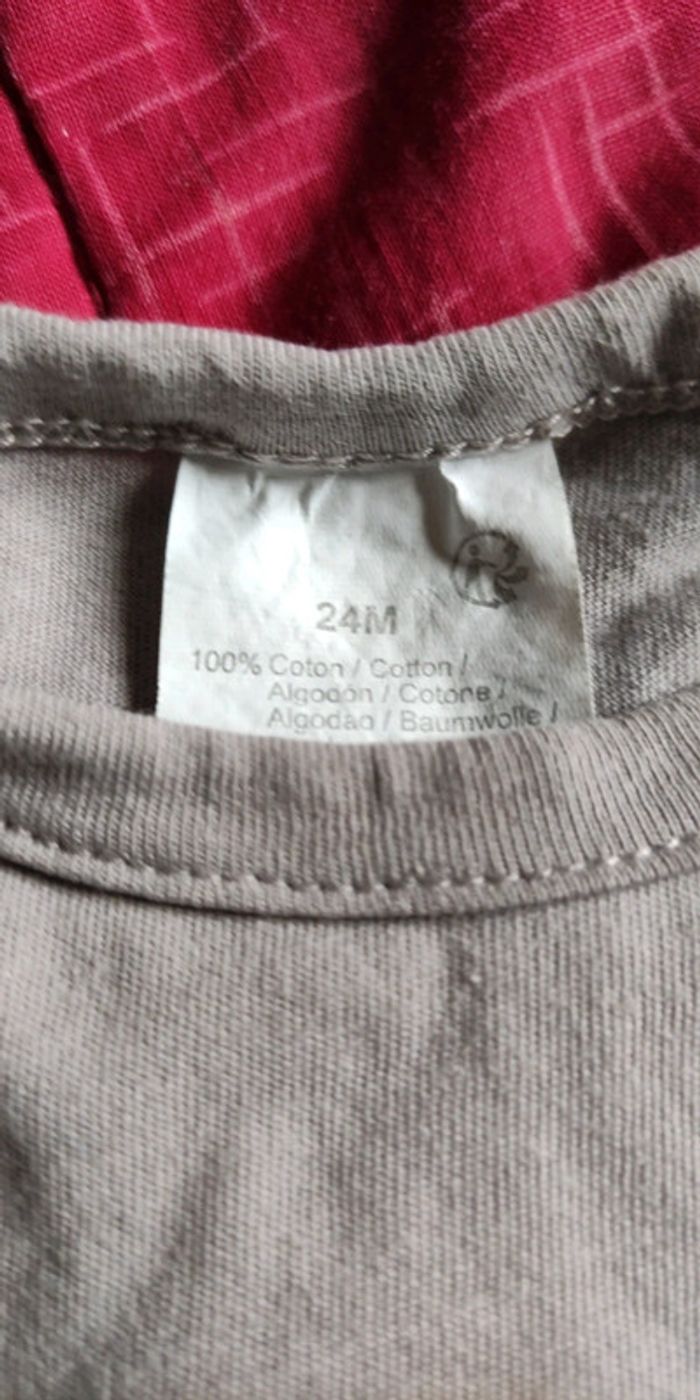 24M
100% Coton / Cotton /
Algodón / Cotone /
Algodão / Baumwolle /